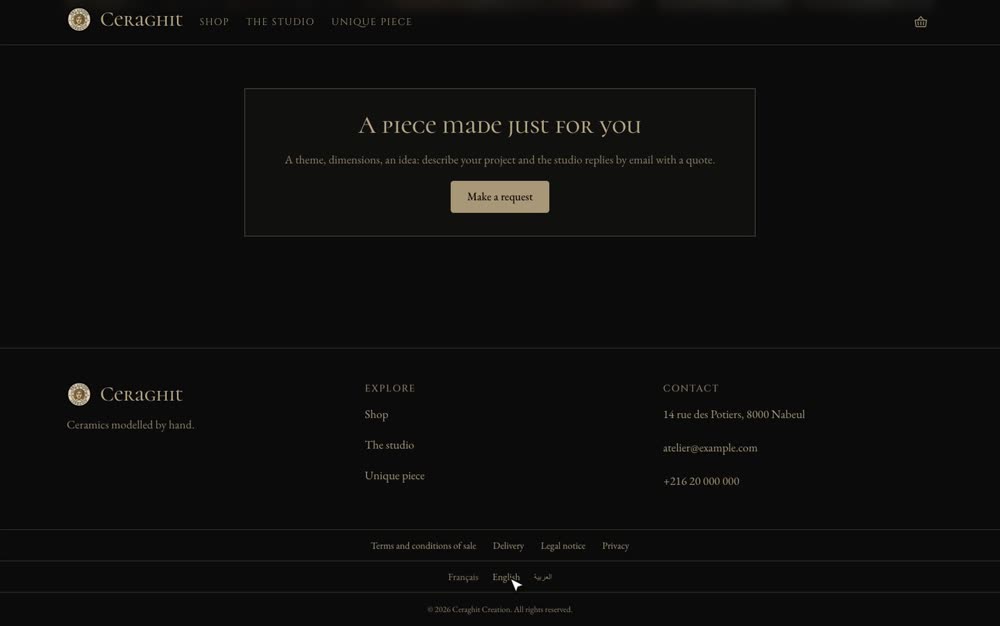 Ceraghit SHOP THE STUDIO UNIQUE PIECE
A piece made just for you
A theme, dimensions, an idea: describe your project and the studio replies by email with a quote.
Make a request
Ceraghit
Ceramics modelled by hand.
EXPLORE
Shop
The studio
Unique piece
CONTACT
14 rue des Potiers, 8000 Nabeul
atelier@example.com
+216 20 000 000
Terms and conditions of sale Delivery Legal notice Privacy
Français English العربية
© 2026 Ceraghit Creation. All rights reserved.